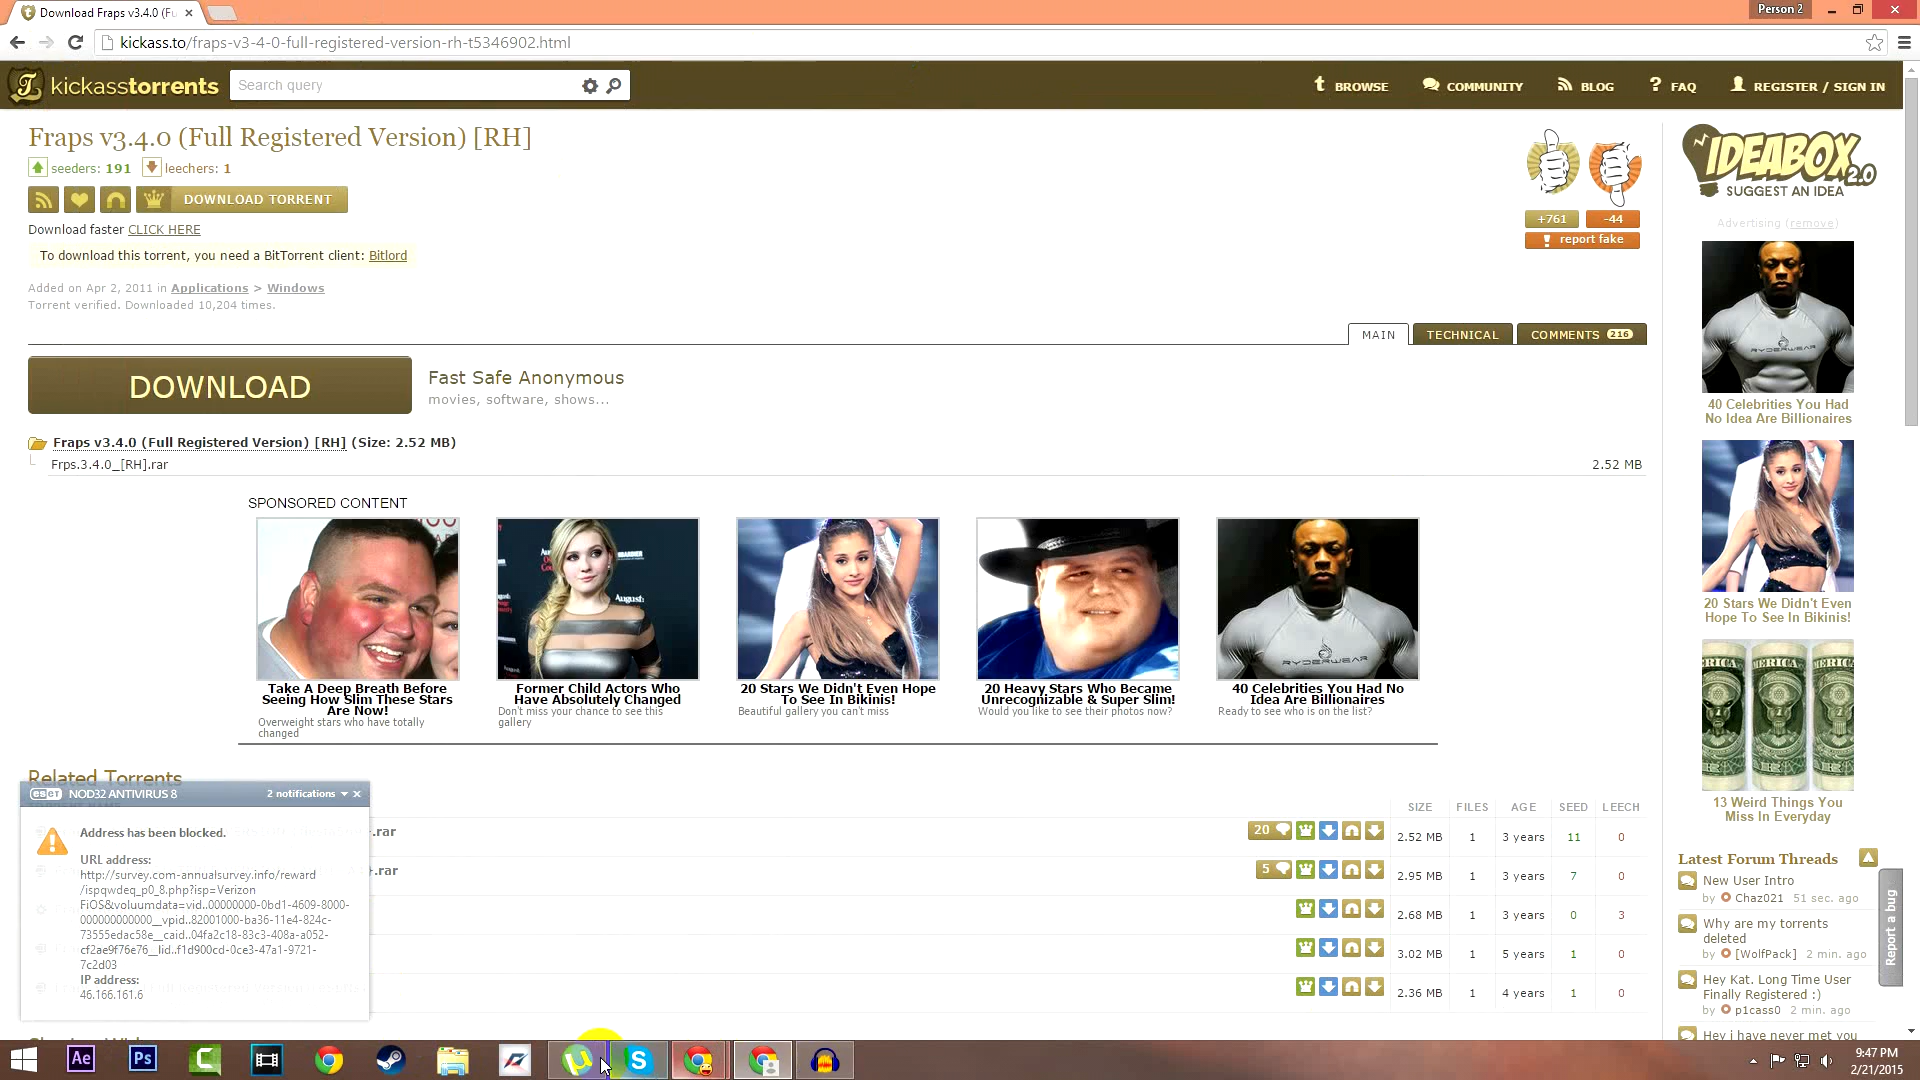 Download Fraps v3.4.0 (Fu
Person 2
kickass.to/fraps-v3-4-0-full-registered-version-rh-t5346902.html
kickasstorrents
Search query
BROWSE
COMMUNITY
BLOG
FAQ
REGISTER / SIGN IN
Fraps v3.4.0 (Full Registered Version) [RH]
seeders: 191 leechers: 1
DOWNLOAD TORRENT
Download faster CLICK HERE
To download this torrent, you need a BitTorrent client: Bitlord
Added on Apr 2, 2011 in Applications > Windows
Torrent verified. Downloaded 10,204 times.
+761
-44
report fake
MAIN
TECHNICAL
COMMENTS 216
DOWNLOAD
Fast Safe Anonymous
movies, software, shows...
Fraps v3.4.0 (Full Registered Version) [RH] (Size: 2.52 MB)
Frps.3.4.0_[RH].rar
2.52 MB
SPONSORED CONTENT
Take A Deep Breath Before
Seeing How Slim These Stars
Are Now!
Overweight stars who have totally
changed
Former Child Actors Who
Have Absolutely Changed
Don't miss your chance to see this
gallery
20 Stars We Didn't Even Hope
To See In Bikinis!
Beautiful gallery you can't miss
20 Heavy Stars Who Became
Unrecognizable & Super Slim!
Would you like to see their photos now?
40 Celebrities You Had No
Idea Are Billionaires
Ready to see who is on the list?
Related Torrents
SIZE FILES AGE SEED LEECH
.rar
20
2.52 MB 1 3 years 11 0
.rar
5
2.95 MB 1 3 years 7 0
2.68 MB 1 3 years 0 3
3.02 MB 1 5 years 1 0
2.36 MB 1 4 years 1 0
eset NOD32 ANTIVIRUS 8
2 notifications
Address has been blocked.
URL address:
http://survey.com-annualsurvey.info/reward
/ispqwdeq_p0_8.php?isp=Verizon
FiOS&voluumdata=vid..00000000-0bd1-4609-8000-
000000000000__vpid..82001000-ba36-11e4-824c-
73555edac58e__caid..04fa2c18-83c3-408a-a052-
cf2ae9f76e76__lid..f1d900cd-0ce3-47a1-9721-
7c2d03
IP address:
46.166.161.6
IDEABOX 2.0
SUGGEST AN IDEA
Advertising (remove)
RYDERWEAR
40 Celebrities You Had
No Idea Are Billionaires
20 Stars We Didn't Even
Hope To See In Bikinis!
13 Weird Things You
Miss In Everyday
Latest Forum Threads
New User Intro
by Chaz021 51 sec. ago
Why are my torrents
deleted
by [WolfPack] 2 min. ago
Hey Kat. Long Time User
Finally Registered :)
by p1cass0 2 min. ago
Hey i have never met you
Report a bug
Ae
Ps
9:47 PM
2/21/2015